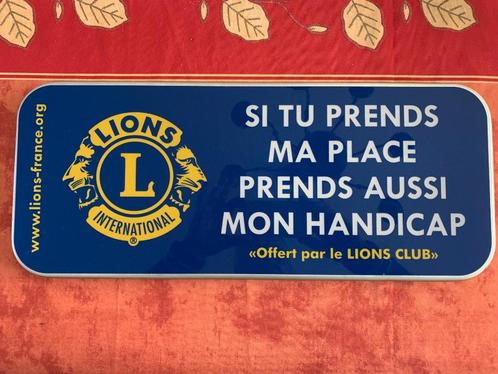 www.lions-france.org
LIONS
L
INTERNATIONAL
®
SI TU PRENDS
MA PLACE
PRENDS AUSSI
MON HANDICAP
«Offert par le LIONS CLUB»